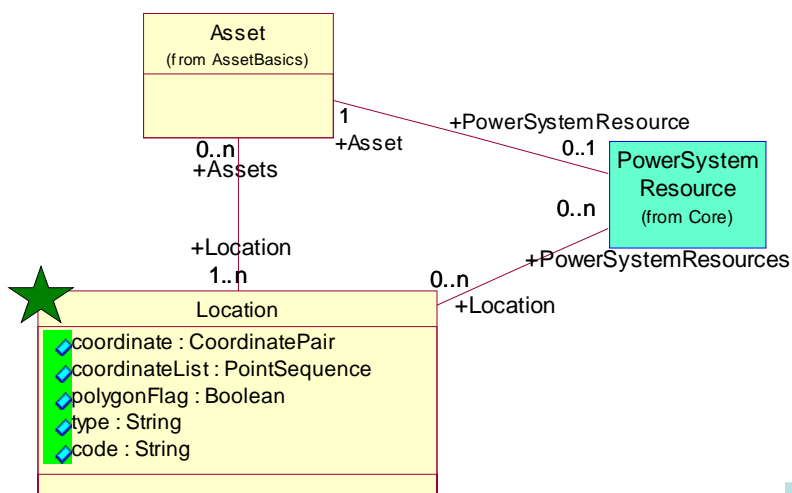 Asset
(from AssetBasics)
1
+Asset
+PowerSystemResource
0..1
0..n
+Assets
PowerSystem
Resource
(from Core)
0..n
+PowerSystemResources
+Location
1..n
0..n
+Location
Location
coordinate : CoordinatePair
coordinateList : PointSequence
polygonFlag : Boolean
type : String
code : String